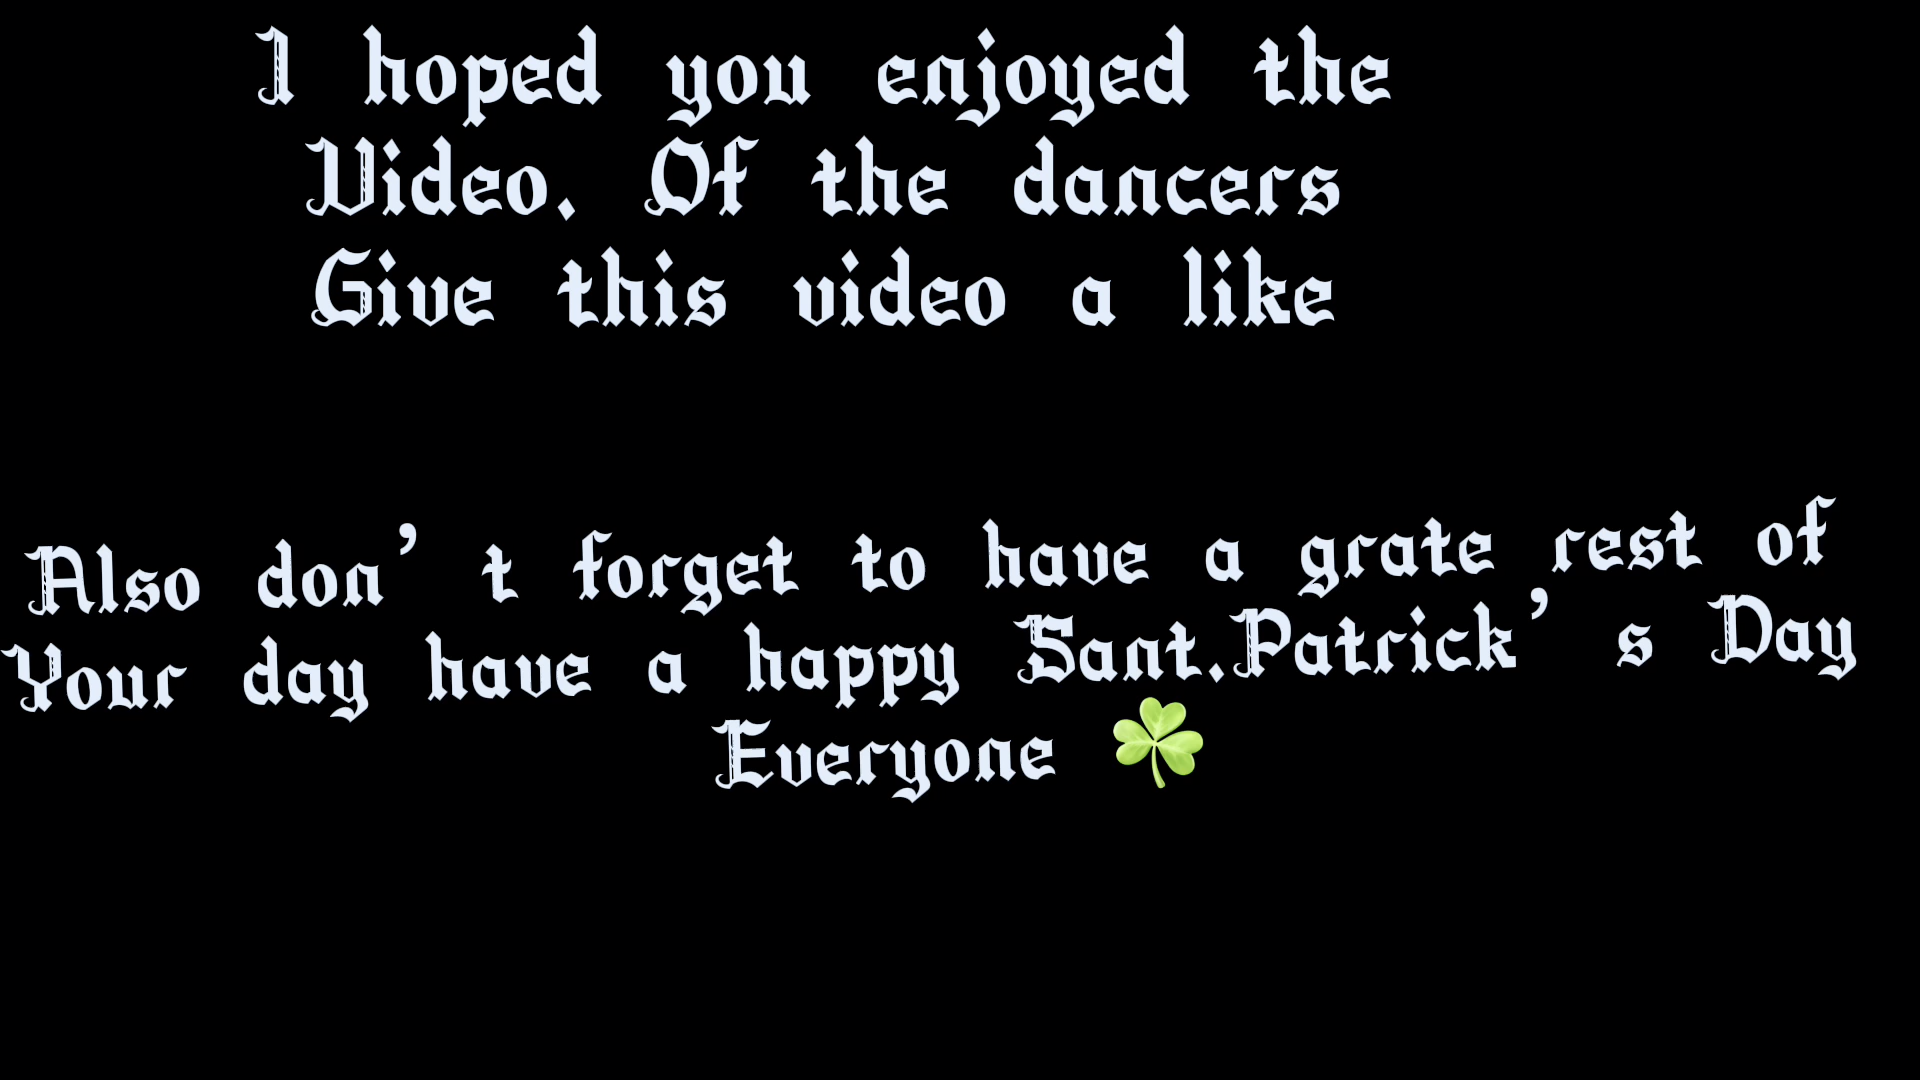 I hoped you enjoyed the
Video. Of the dancers
Give this video a like
Also don’t forget to have a grate rest of
Your day have a happy Sant.Patrick’s Day
Everyone ☘️